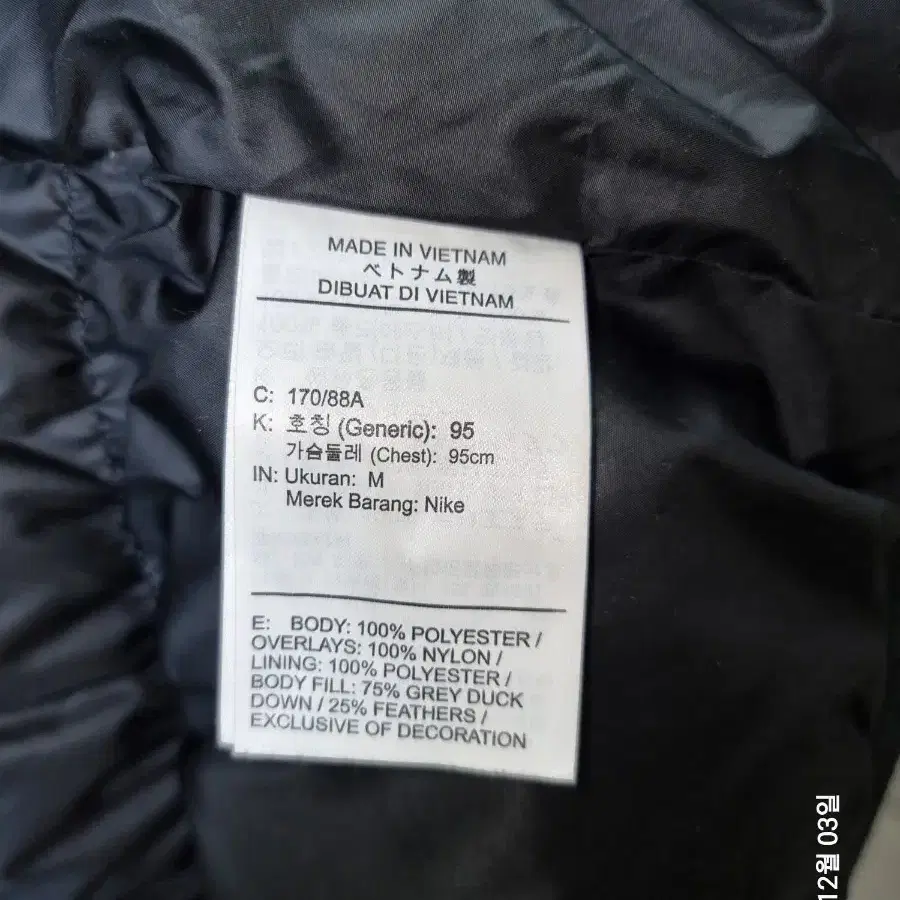 MADE IN VIETNAM
ベトナム製
DIBUAT DI VIETNAM
C: 170/88A
K: 호칭 (Generic): 95
가슴둘레 (Chest): 95cm
IN: Ukuran: M
Merek Barang: Nike
E: BODY: 100% POLYESTER /
OVERLAYS: 100% NYLON /
LINING: 100% POLYESTER /
BODY FILL: 75% GREY DUCK
DOWN / 25% FEATHERS /
EXCLUSIVE OF DECORATION
12월 03일